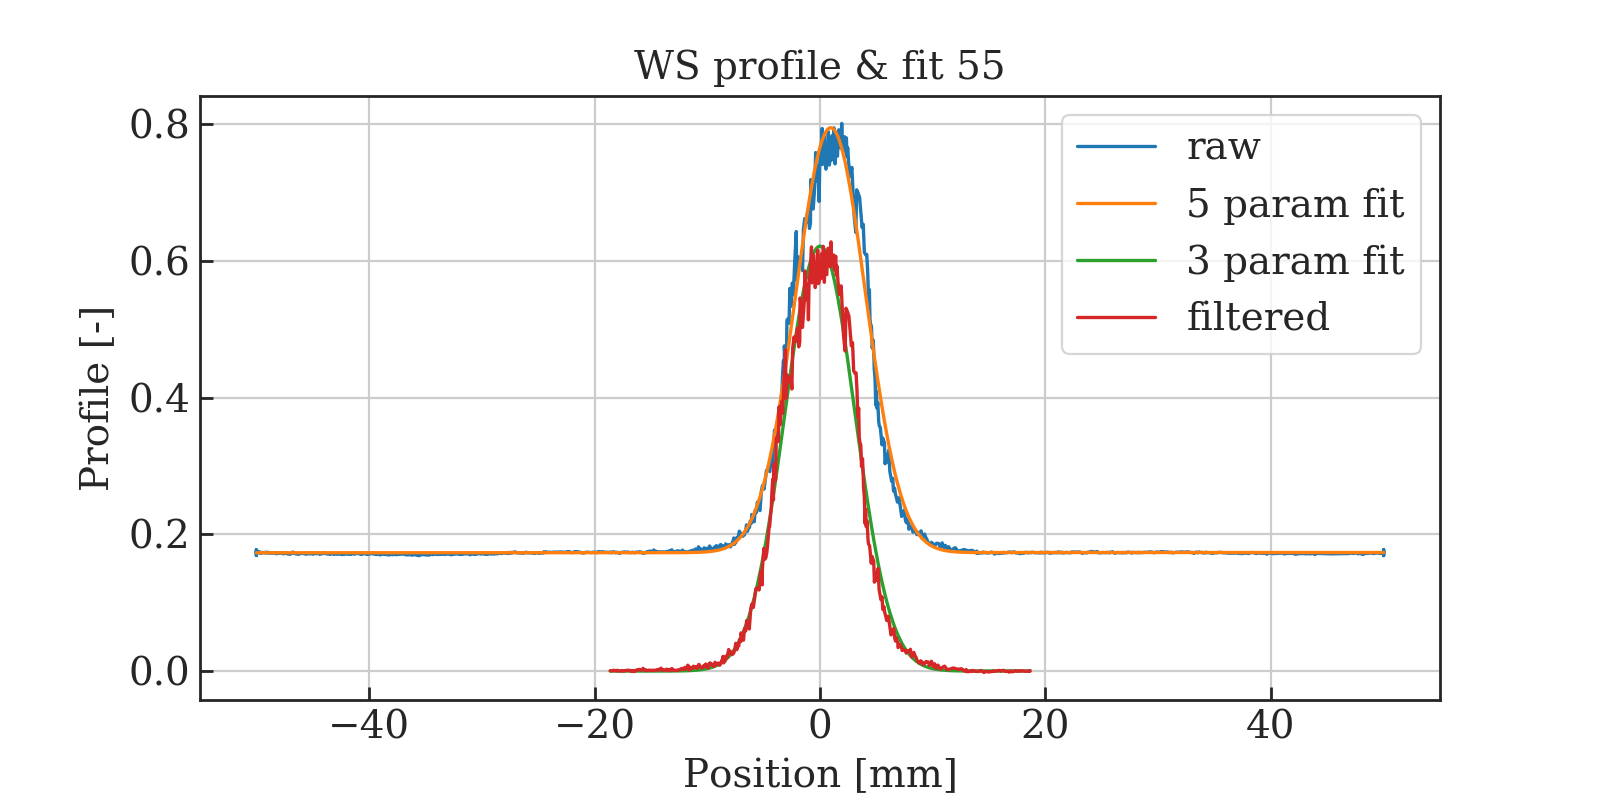 WS profile & fit 55
Profile [-]
0.8
0.6
0.4
0.2
0.0
raw
5 param fit
3 param fit
filtered
−40
−20
0
20
40
Position [mm]